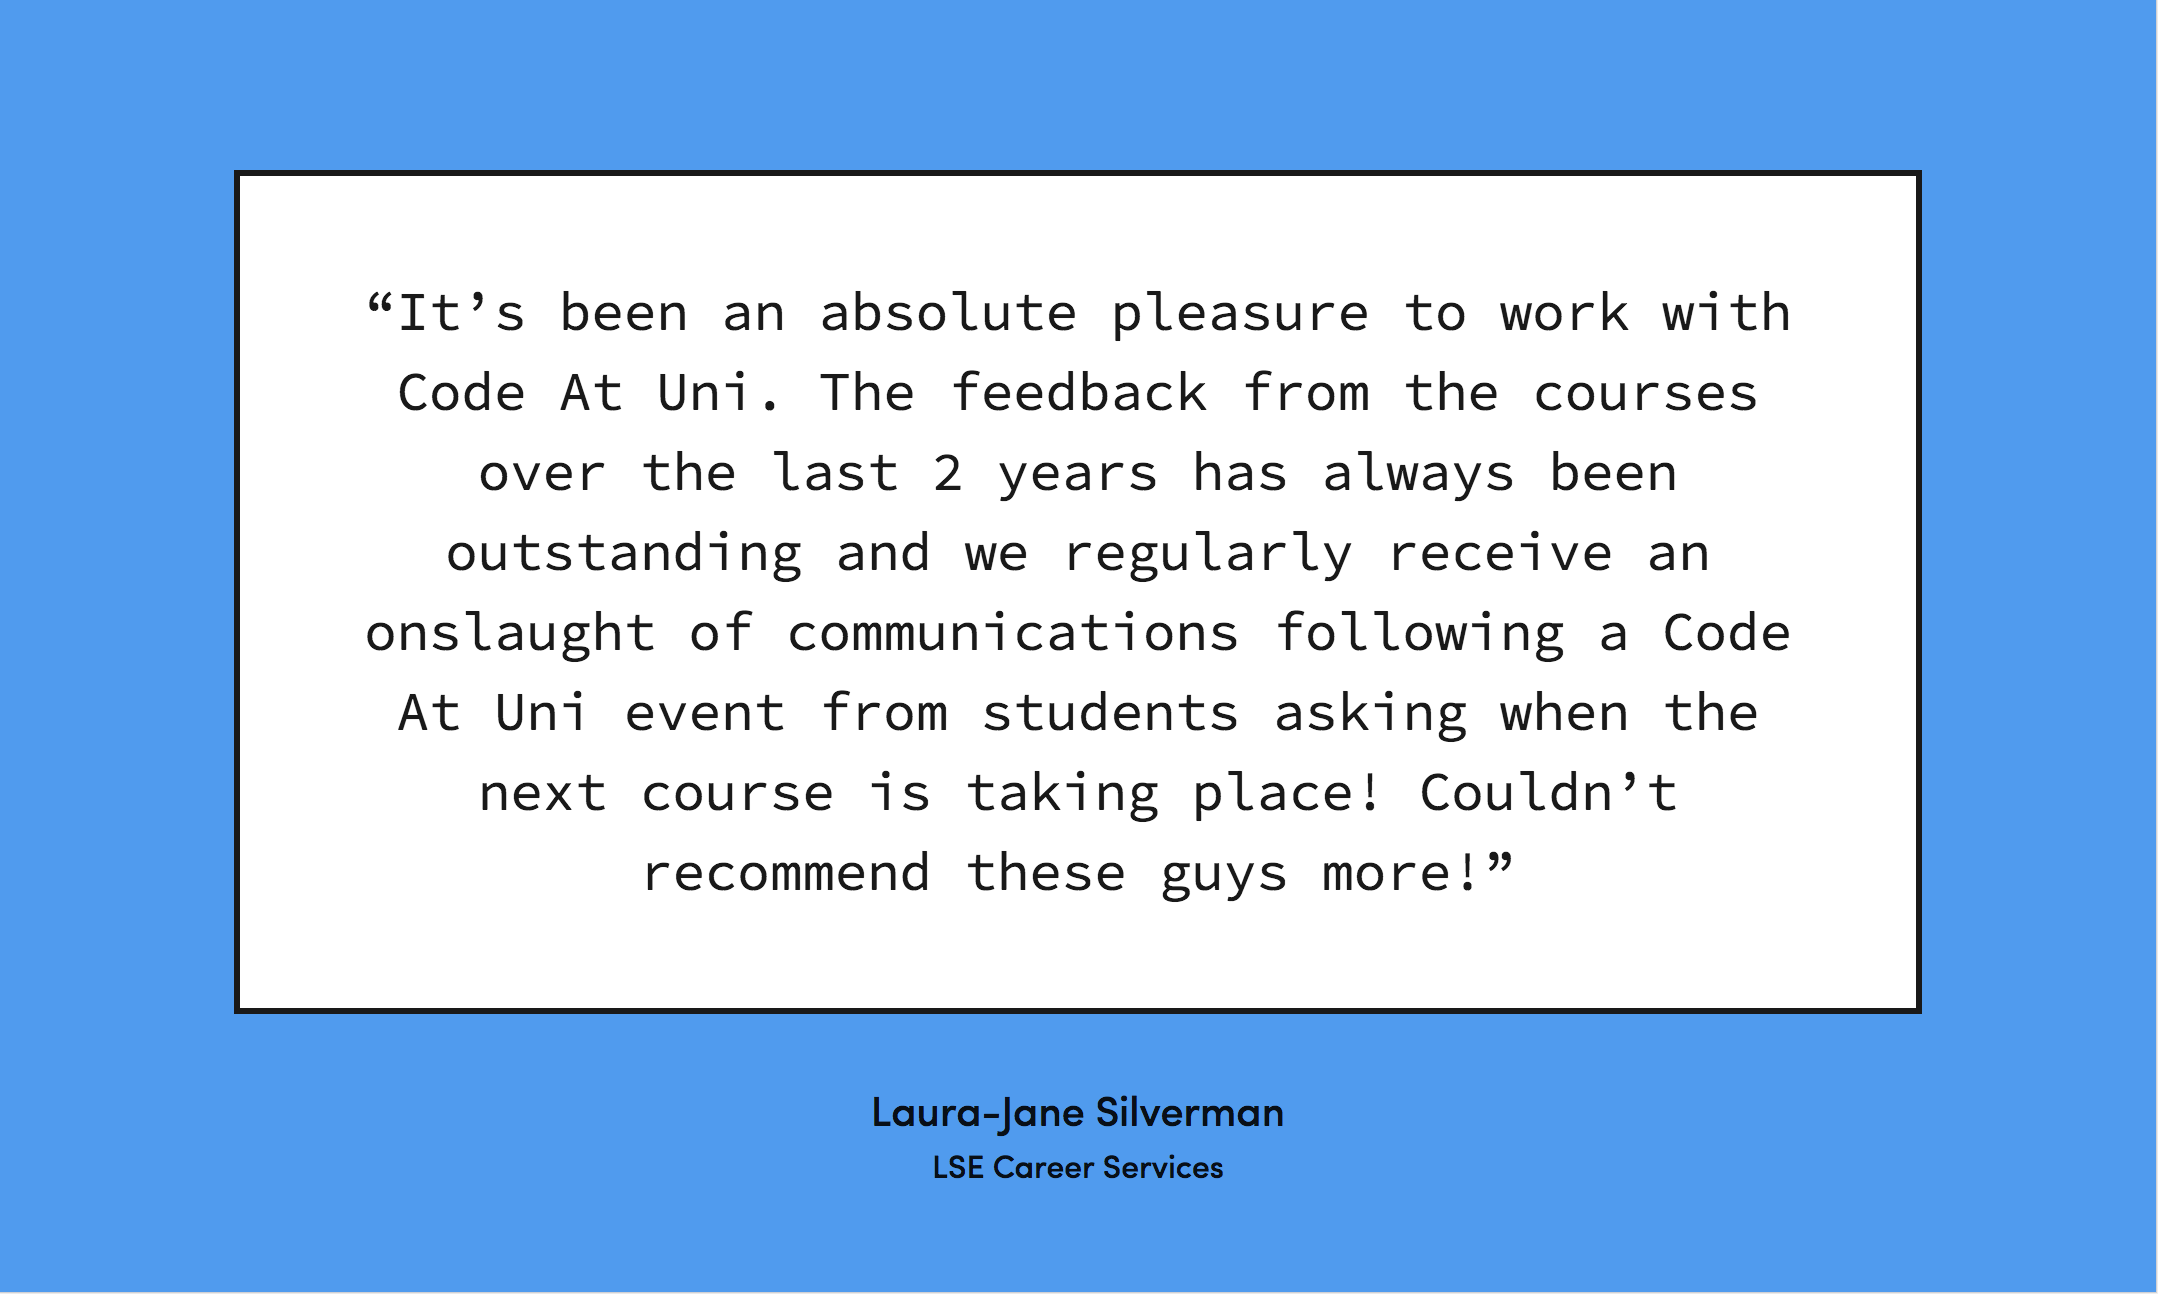 “It’s been an absolute pleasure to work with
Code At Uni. The feedback from the courses
over the last 2 years has always been
outstanding and we regularly receive an
onslaught of communications following a Code
At Uni event from students asking when the
next course is taking place! Couldn’t
recommend these guys more!”
Laura-Jane Silverman
LSE Career Services